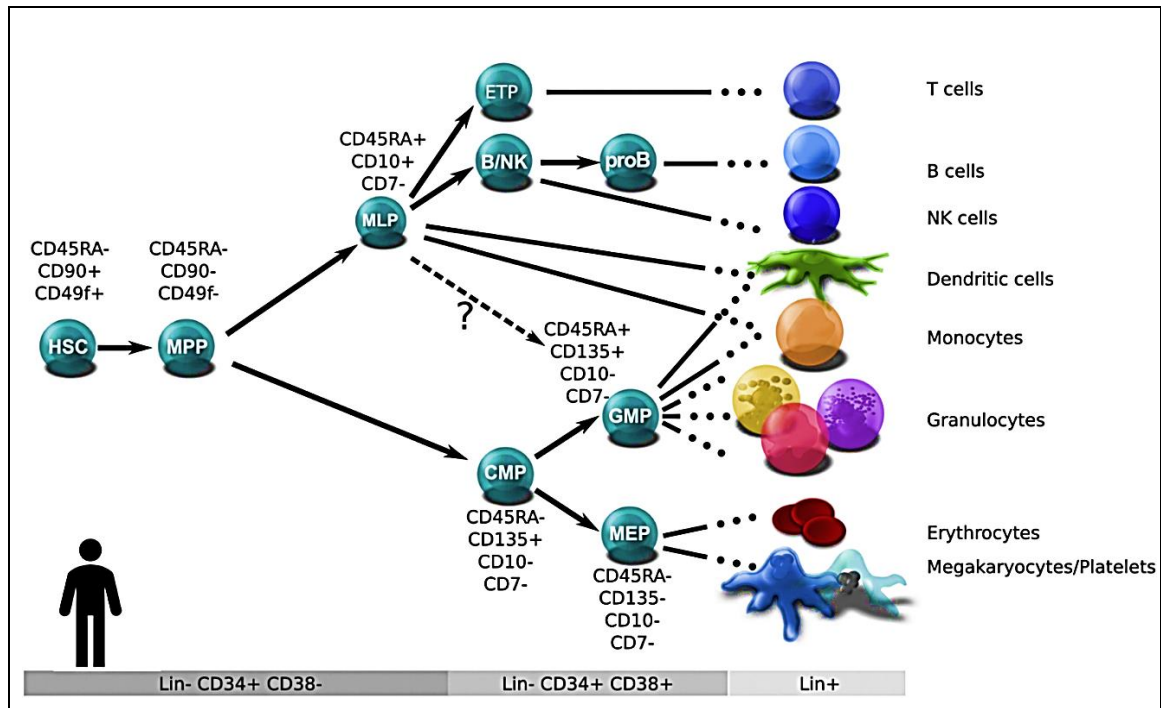 ETP
T cells
CD45RA+
CD10+
CD7-
B/NK
proB
B cells
MLP
NK cells
CD45RA-
CD90+
CD49f+
CD45RA-
CD90-
CD49f-
Dendritic cells
?
HSC
MPP
CD45RA+
CD135+
CD10-
CD7-
Monocytes
GMP
Granulocytes
CMP
CD45RA-
CD135+
CD10-
CD7-
MEP
CD45RA-
CD135-
CD10-
CD7-
Erythrocytes
Megakaryocytes/Platelets
Lin- CD34+ CD38-
Lin- CD34+ CD38+
Lin+